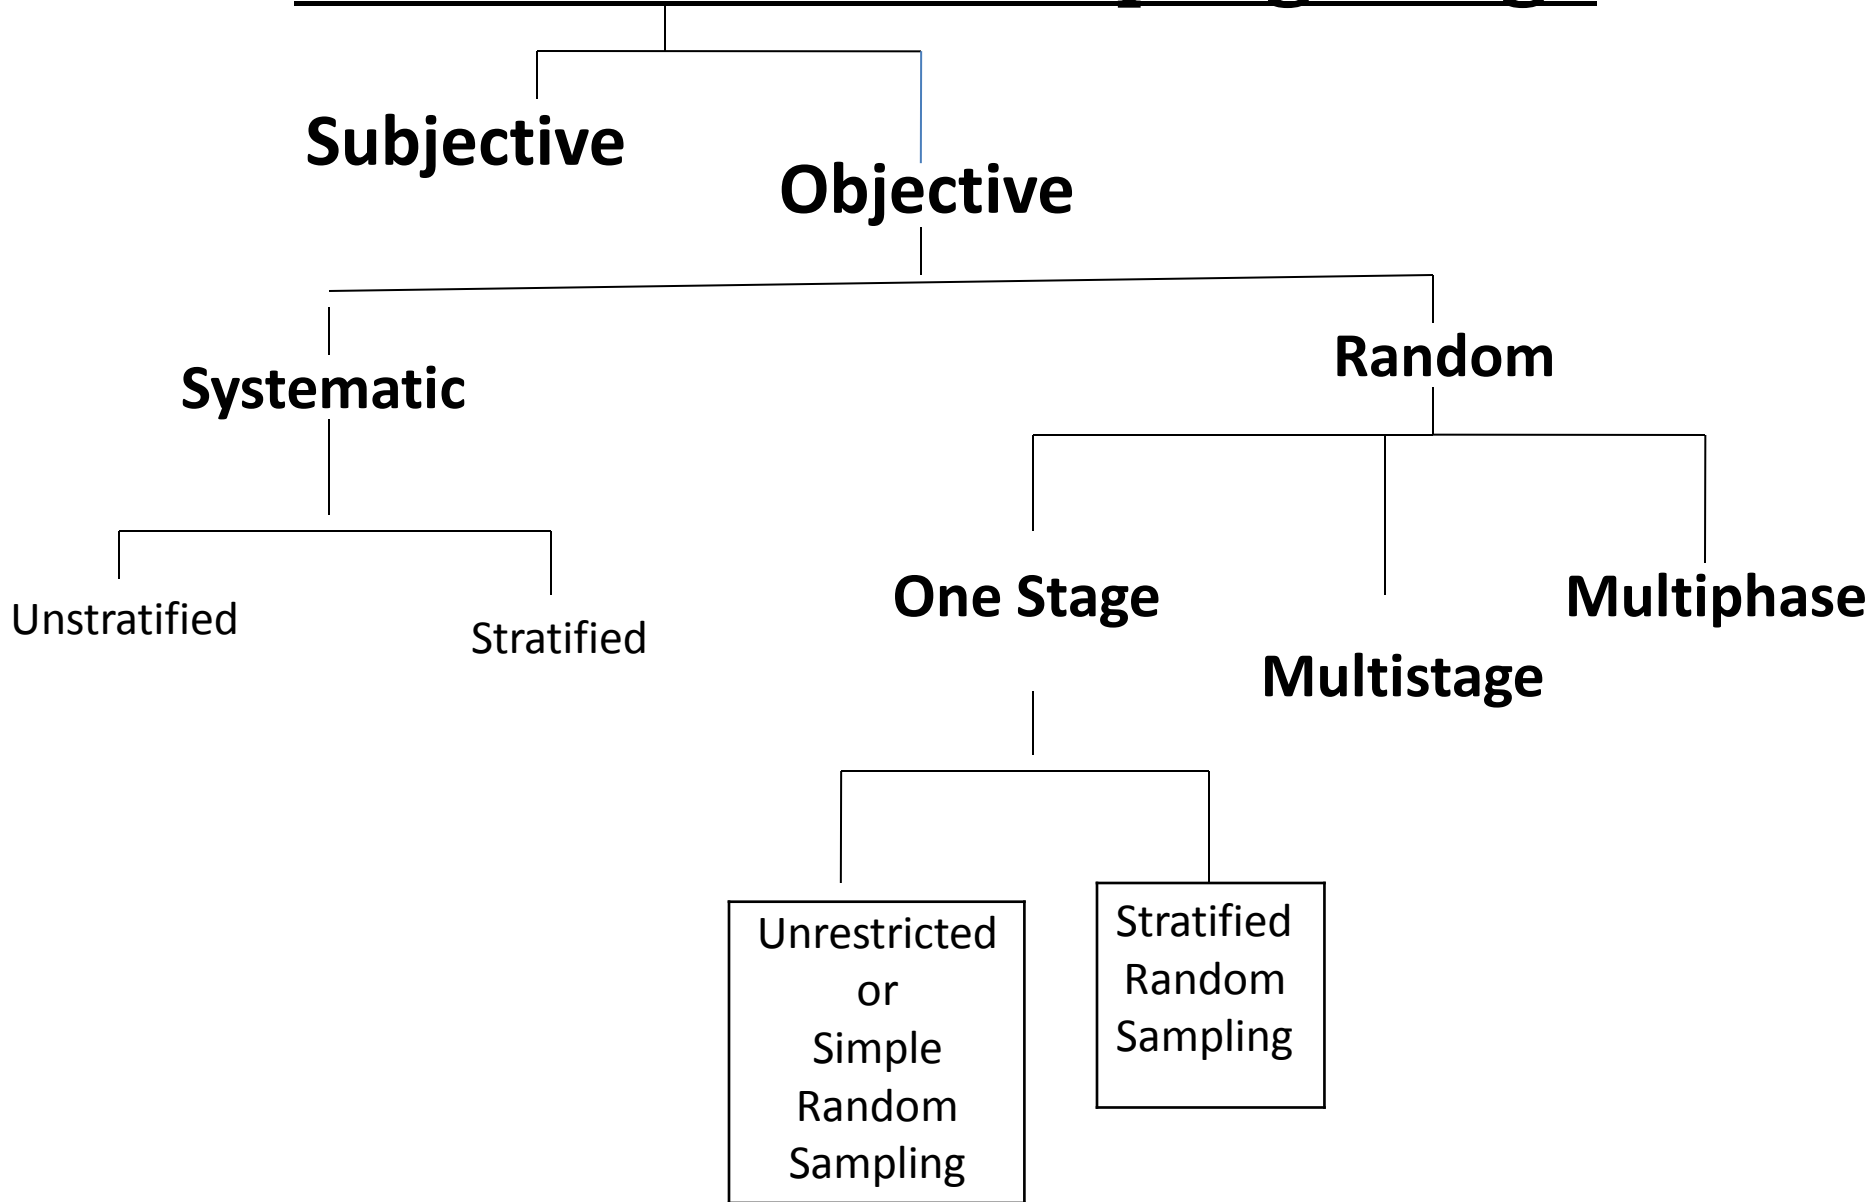 Subjective
Objective
Systematic
Random
Unstratified
Stratified
One Stage
Multiphase
Multistage
Unrestricted
or
Simple
Random
Sampling
Stratified
Random
Sampling